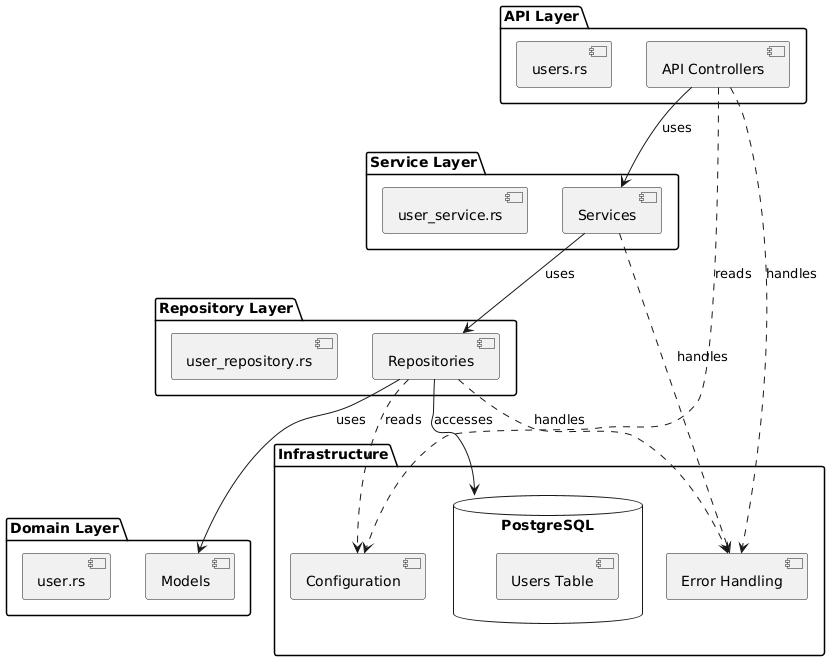 API Layer
users.rs
API Controllers
uses
Service Layer
user_service.rs
Services
uses
reads
handles
Repository Layer
handles
user_repository.rs
Repositories
uses
reads
accesses
handles
Infrastructure
PostgreSQL
Domain Layer
user.rs
Models
Configuration
Users Table
Error Handling